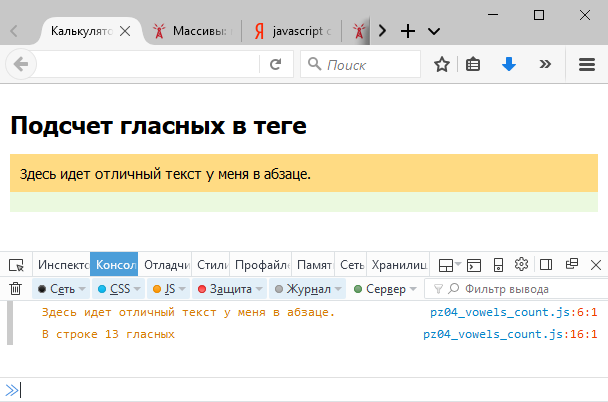 Калькулято
Массивы:
javascript с
Поиск
Подсчет гласных в теге
Здесь идет отличный текст у меня в абзаце.
Инспекто Консол Отладчи Стили Профайле Памят Сеть Хранилищ
Сеть CSS JS Защита Журнал Сервер Фильтр вывода
Здесь идет отличный текст у меня в абзаце. pz04_vowels_count.js:6:1
В строке 13 гласных pz04_vowels_count.js:16:1